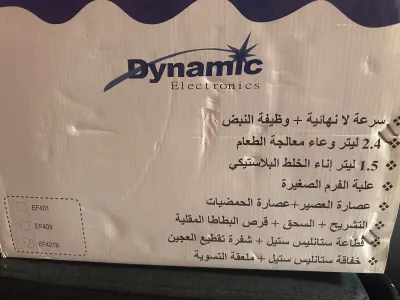 Dynamic
Electronics
❖ سرعة لا نهائية + وظيفة النبض
❖ 2.4 ليتر وعاء معالجة الطعام
❖ 1.5 ليتر إناء الخلط البلاستيكي
❖ علبة الفرم الصغيرة
❖ عصارة العصير+عصارة الحمضيات
❖ التشريح + السحق + قرص البطاطا المقلية
❖ قطاعة ستانليس ستيل + شفرة تقطيع العجين
❖ خفاقة ستانليس ستيل + ملعقة التسوية
EF401
EF409
EF421B